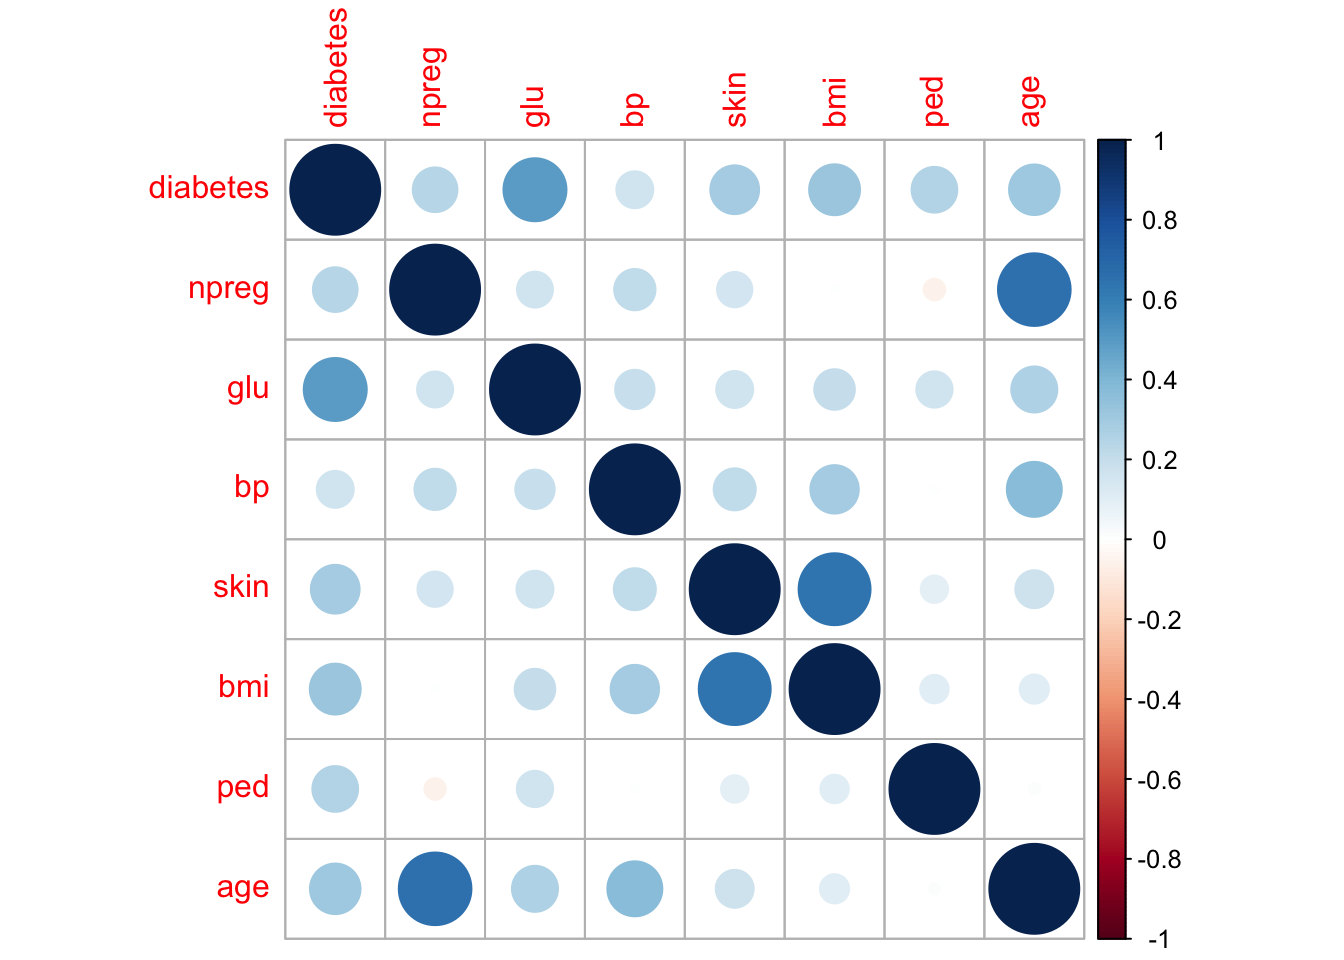 diabetes
npreg
glu
bp
skin
bmi
ped
age
diabetes
npreg
glu
bp
skin
bmi
ped
age
1
0.8
0.6
0.4
0.2
0
-0.2
-0.4
-0.6
-0.8
-1